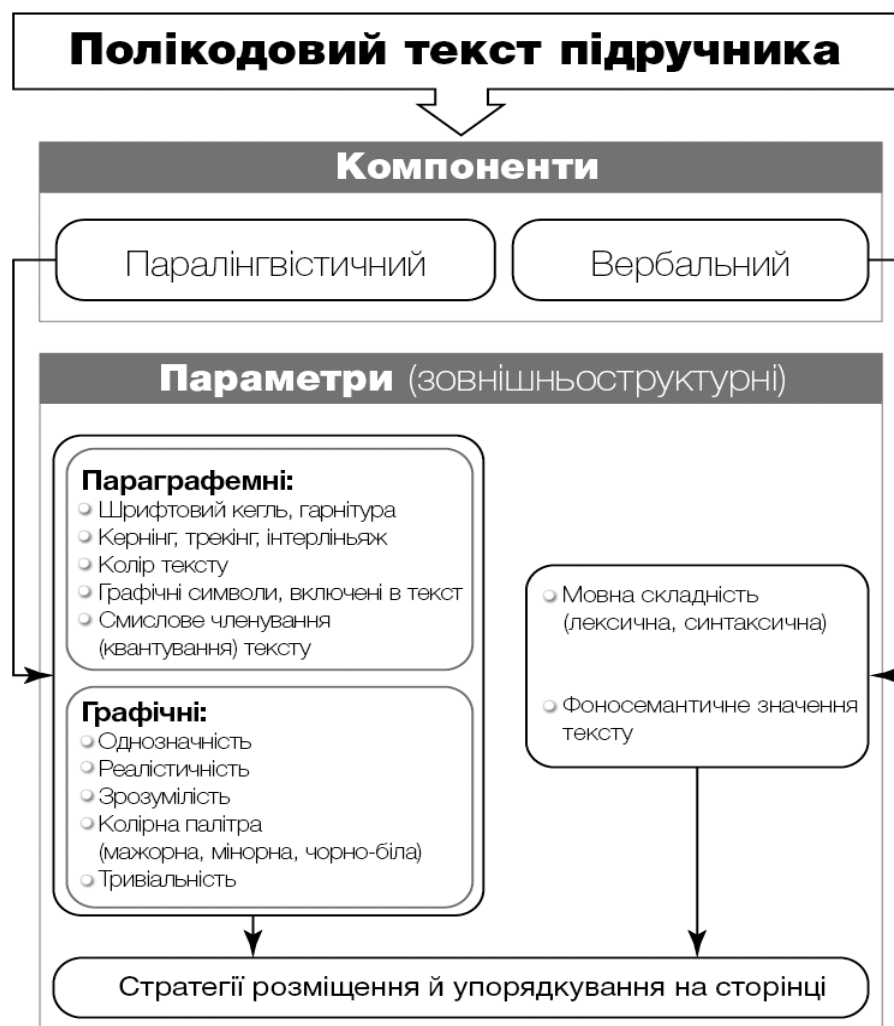 Полікодовий текст підручника
Компоненти
Паралінгвістичний
Вербальний
Параметри (зовнішньоструктурні)
Параграфемні:
Шрифтовий кегль, гарнітура
Кернінг, трекінг, інтерліньяж
Колір тексту
Графічні символи, включені в текст
Смислове членування
(квантування) тексту
Графічні:
Однозначність
Реалістичність
Зрозумілість
Колірна палітра
(мажорна, мінорна, чорно-біла)
Тривіальність
Мовна складність
(лексична, синтаксична)
Фоносемантичне значення
тексту
Стратегії розміщення й упорядкування на сторінці